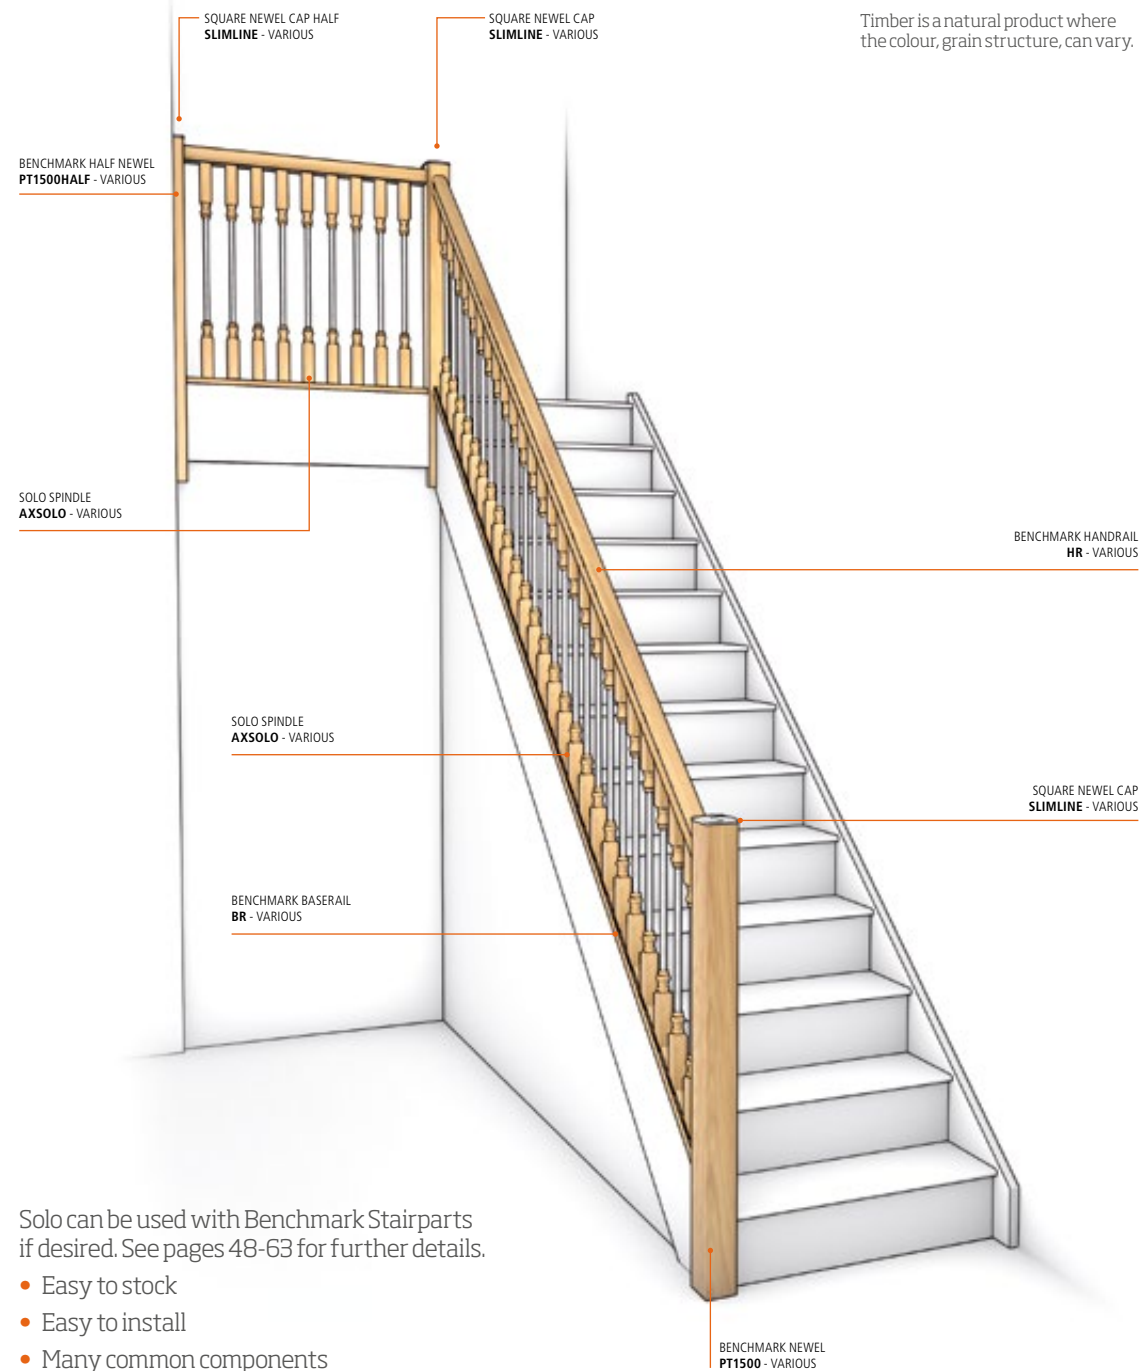 SQUARE NEWEL CAP HALF
SLIMLINE - VARIOUS
SQUARE NEWEL CAP
SLIMLINE - VARIOUS
Timber is a natural product where
the colour, grain structure, can vary.
BENCHMARK HALF NEWEL
PT1500HALF - VARIOUS
SOLO SPINDLE
AXSOLO - VARIOUS
BENCHMARK HANDRAIL
HR - VARIOUS
SOLO SPINDLE
AXSOLO - VARIOUS
SQUARE NEWEL CAP
SLIMLINE - VARIOUS
BENCHMARK BASERAIL
BR - VARIOUS
Solo can be used with Benchmark Stairparts
if desired. See pages 48-63 for further details.
• Easy to stock
• Easy to install
• Many common components
BENCHMARK NEWEL
PT1500 - VARIOUS